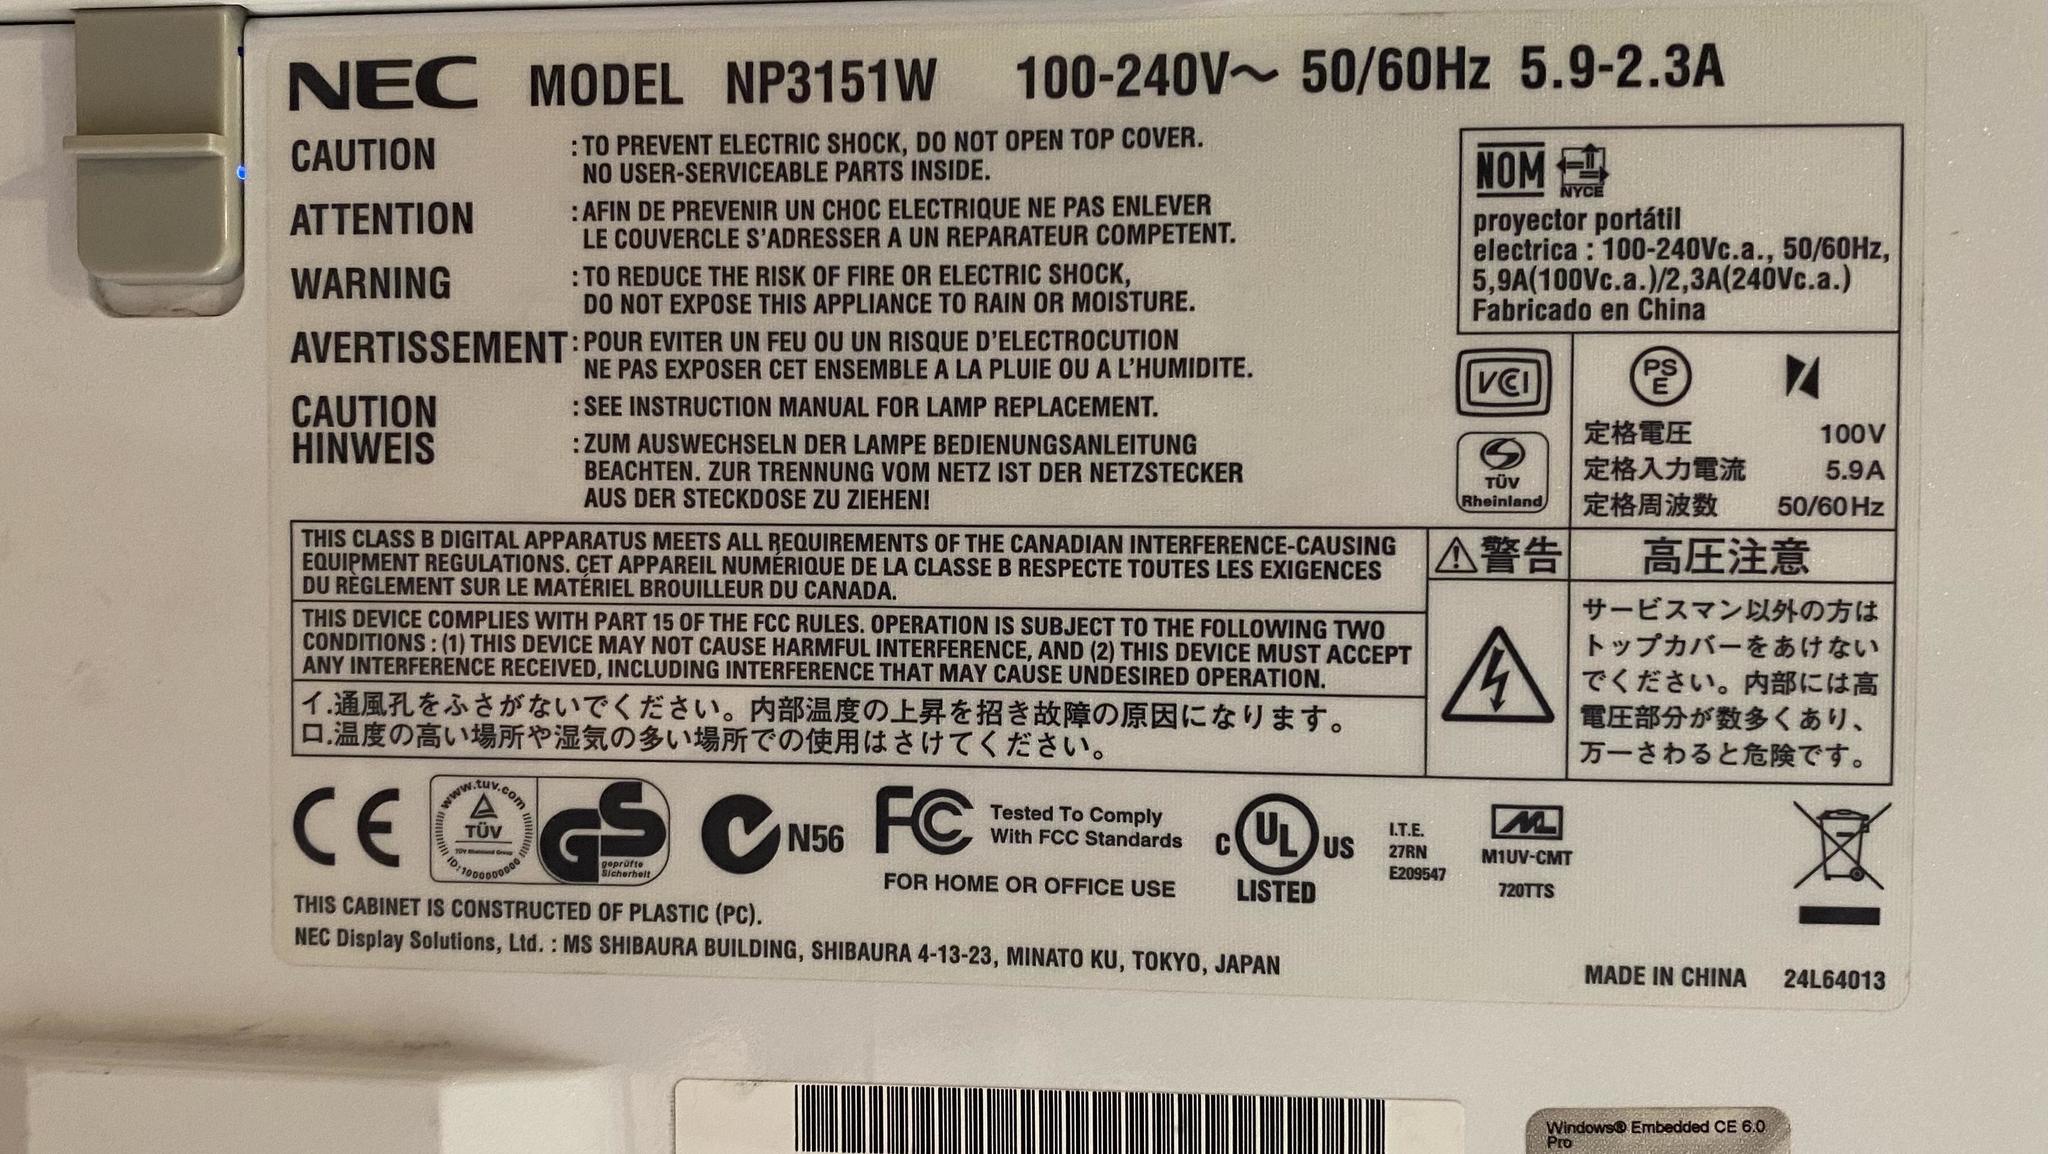 NEC MODEL NP3151W 100-240V～ 50/60Hz 5.9-2.3A
CAUTION : TO PREVENT ELECTRIC SHOCK, DO NOT OPEN TOP COVER.
NO USER-SERVICEABLE PARTS INSIDE.
ATTENTION : AFIN DE PREVENIR UN CHOC ELECTRIQUE NE PAS ENLEVER
LE COUVERCLE S'ADRESSER A UN REPARATEUR COMPETENT.
WARNING : TO REDUCE THE RISK OF FIRE OR ELECTRIC SHOCK,
DO NOT EXPOSE THIS APPLIANCE TO RAIN OR MOISTURE.
AVERTISSEMENT : POUR EVITER UN FEU OU UN RISQUE D'ELECTROCUTION
NE PAS EXPOSER CET ENSEMBLE A LA PLUIE OU A L'HUMIDITE.
CAUTION : SEE INSTRUCTION MANUAL FOR LAMP REPLACEMENT.
HINWEIS : ZUM AUSWECHSELN DER LAMPE BEDIENUNGSANLEITUNG
BEACHTEN. ZUR TRENNUNG VOM NETZ IST DER NETZSTECKER
AUS DER STECKDOSE ZU ZIEHEN!
NOM NYCE
proyector portátil
electrica : 100-240Vc.a., 50/60Hz,
5,9A(100Vc.a.)/2,3A(240Vc.a.)
Fabricado en China
VCI
TÜV
Rheinland
PS
E
定格電圧 100V
定格入力電流 5.9A
定格周波数 50/60Hz
THIS CLASS B DIGITAL APPARATUS MEETS ALL REQUIREMENTS OF THE CANADIAN INTERFERENCE-CAUSING
EQUIPMENT REGULATIONS. CET APPAREIL NUMÉRIQUE DE LA CLASSE B RESPECTE TOUTES LES EXIGENCES
DU RÈGLEMENT SUR LE MATÉRIEL BROUILLEUR DU CANADA.
THIS DEVICE COMPLIES WITH PART 15 OF THE FCC RULES. OPERATION IS SUBJECT TO THE FOLLOWING TWO
CONDITIONS : (1) THIS DEVICE MAY NOT CAUSE HARMFUL INTERFERENCE, AND (2) THIS DEVICE MUST ACCEPT
ANY INTERFERENCE RECEIVED, INCLUDING INTERFERENCE THAT MAY CAUSE UNDESIRED OPERATION.
イ.通風孔をふさがないでください。内部温度の上昇を招き故障の原因になります。
ロ.温度の高い場所や湿気の多い場所での使用はさけてください。
警告 高圧注意
サービスマン以外の方は
トップカバーをあけない
でください。内部には高
電圧部分が数多くあり、
万一さわると危険です。
CE
www.tuv.com
TÜV
TÜV Rheinland Group
ID:1000000000
GS
geprüfte
Sicherheit
N56
FC Tested To Comply
With FCC Standards
FOR HOME OR OFFICE USE
C UL US
LISTED
I.T.E.
27RN
E209547
M1UV-CMT
720TTS
THIS CABINET IS CONSTRUCTED OF PLASTIC (PC).
NEC Display Solutions, Ltd. : MS SHIBAURA BUILDING, SHIBAURA 4-13-23, MINATO KU, TOKYO, JAPAN
MADE IN CHINA 24L64013
Windows® Embedded CE 6.0
Pro